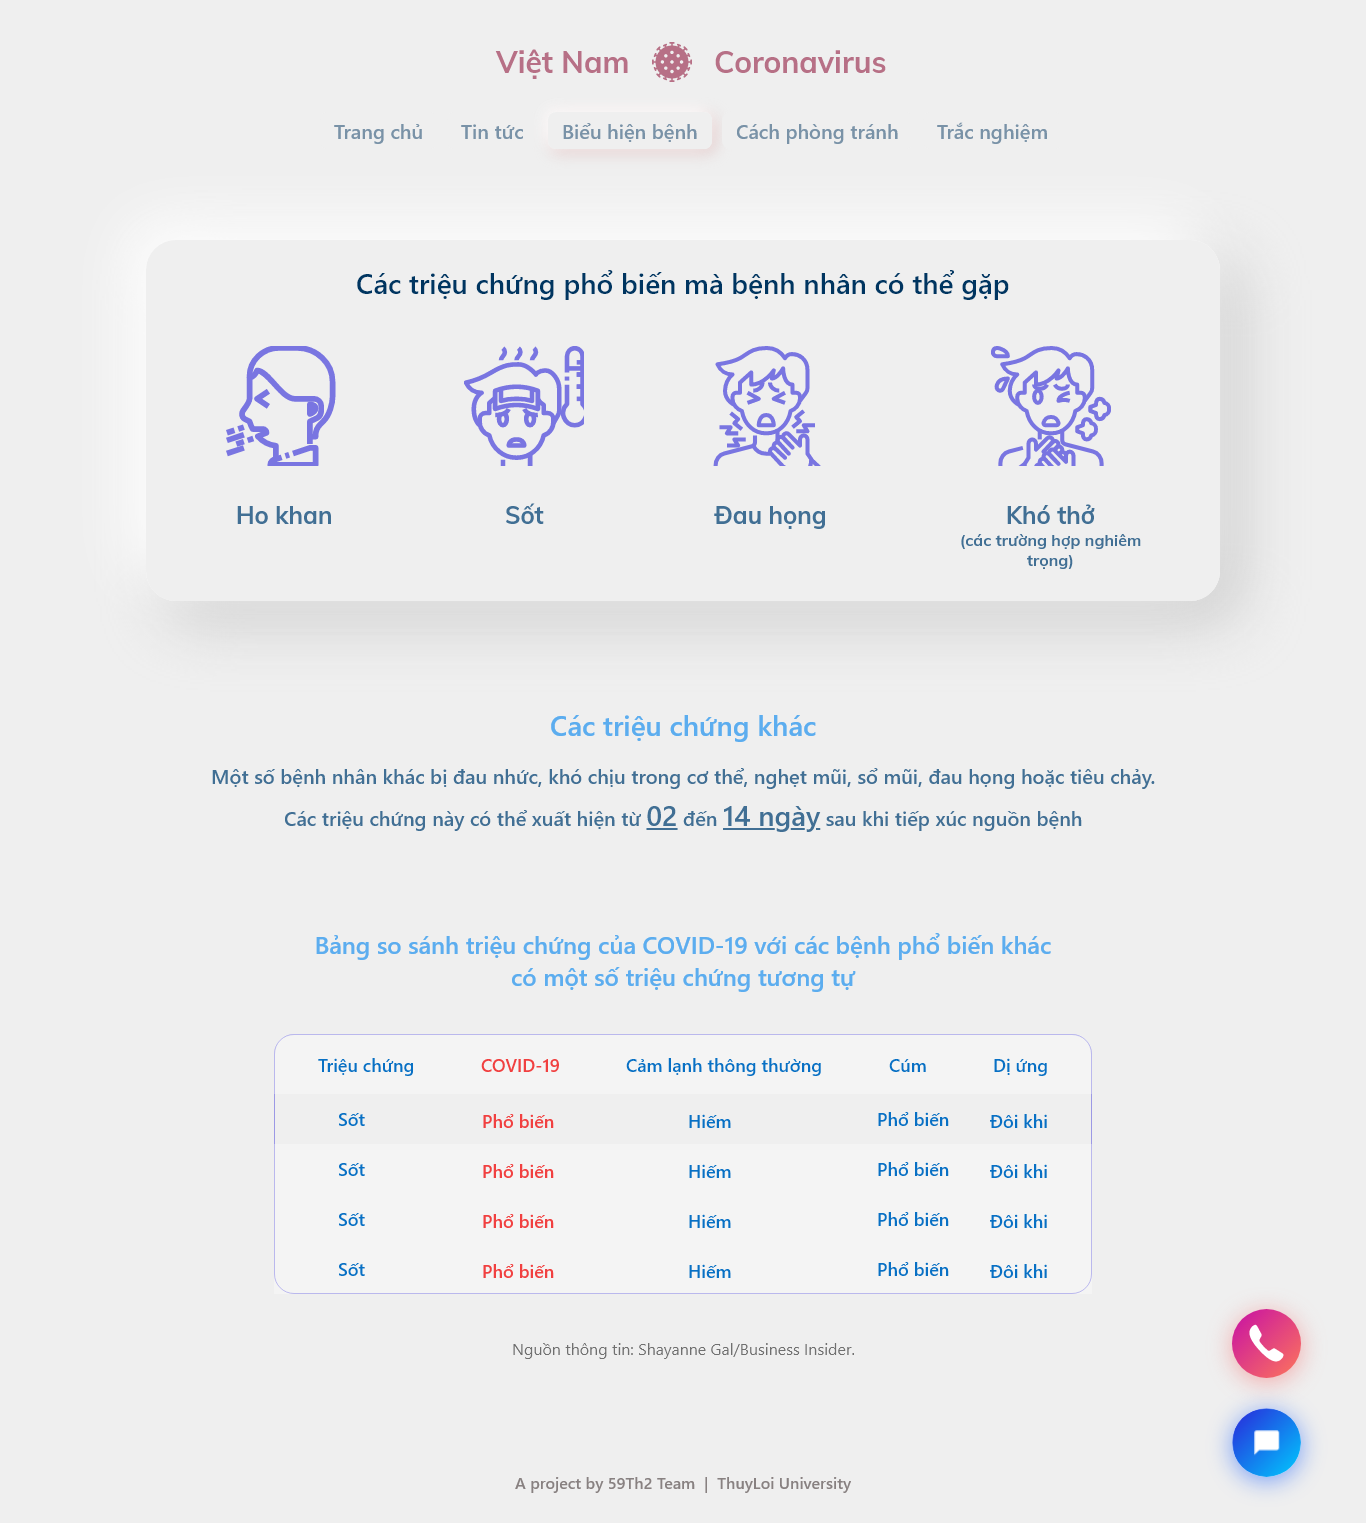 Việt Nam Coronavirus
Trang chủ Tin tức Biểu hiện bệnh Cách phòng tránh Trắc nghiệm
Các triệu chứng phổ biến mà bệnh nhân có thể gặp
Ho khan Sốt Đau họng Khó thở
(các trường hợp nghiêm
trọng)
Các triệu chứng khác
Một số bệnh nhân khác bị đau nhức, khó chịu trong cơ thể, nghẹt mũi, sổ mũi, đau họng hoặc tiêu chảy.
Các triệu chứng này có thể xuất hiện từ 02 đến 14 ngày sau khi tiếp xúc nguồn bệnh
Bảng so sánh triệu chứng của COVID-19 với các bệnh phổ biến khác
có một số triệu chứng tương tự
Triệu chứng COVID-19 Cảm lạnh thông thường Cúm Dị ứng
Sốt Phổ biến Hiếm Phổ biến Đôi khi
Sốt Phổ biến Hiếm Phổ biến Đôi khi
Sốt Phổ biến Hiếm Phổ biến Đôi khi
Sốt Phổ biến Hiếm Phổ biến Đôi khi
Nguồn thông tin: Shayanne Gal/Business Insider.
A project by 59Th2 Team | ThuyLoi University